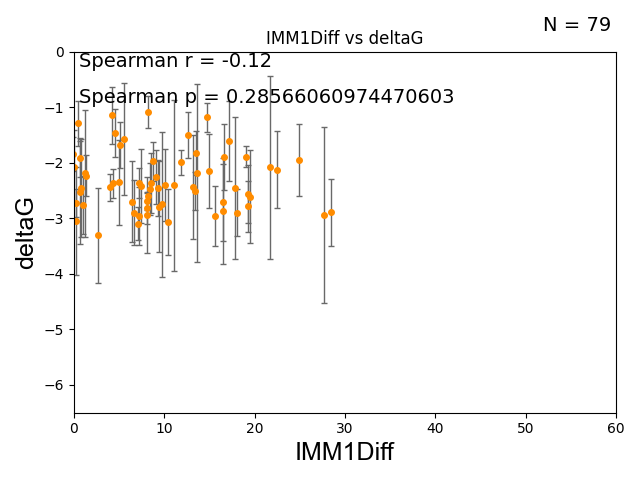 N = 79
IMM1Diff vs deltaG
Spearman r = -0.12
Spearman p = 0.28566060974470603
deltaG
0
−1
−2
−3
−4
−5
−6
0 10 20 30 40 50 60
IMM1Diff